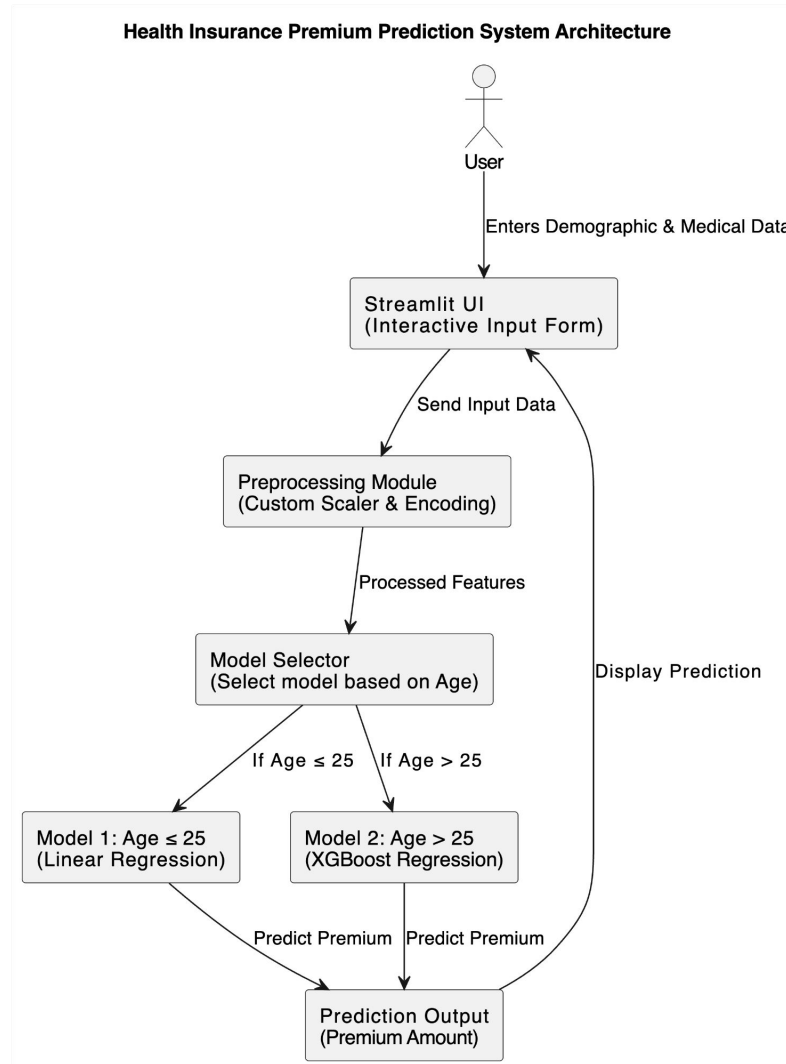 Health Insurance Premium Prediction System Architecture
User
Enters Demographic & Medical Data
Streamlit UI
(Interactive Input Form)
Send Input Data
Preprocessing Module
(Custom Scaler & Encoding)
Processed Features
Model Selector
(Select model based on Age)
Display Prediction
If Age ≤ 25
If Age > 25
Model 1: Age ≤ 25
(Linear Regression)
Model 2: Age > 25
(XGBoost Regression)
Predict Premium
Predict Premium
Prediction Output
(Premium Amount)